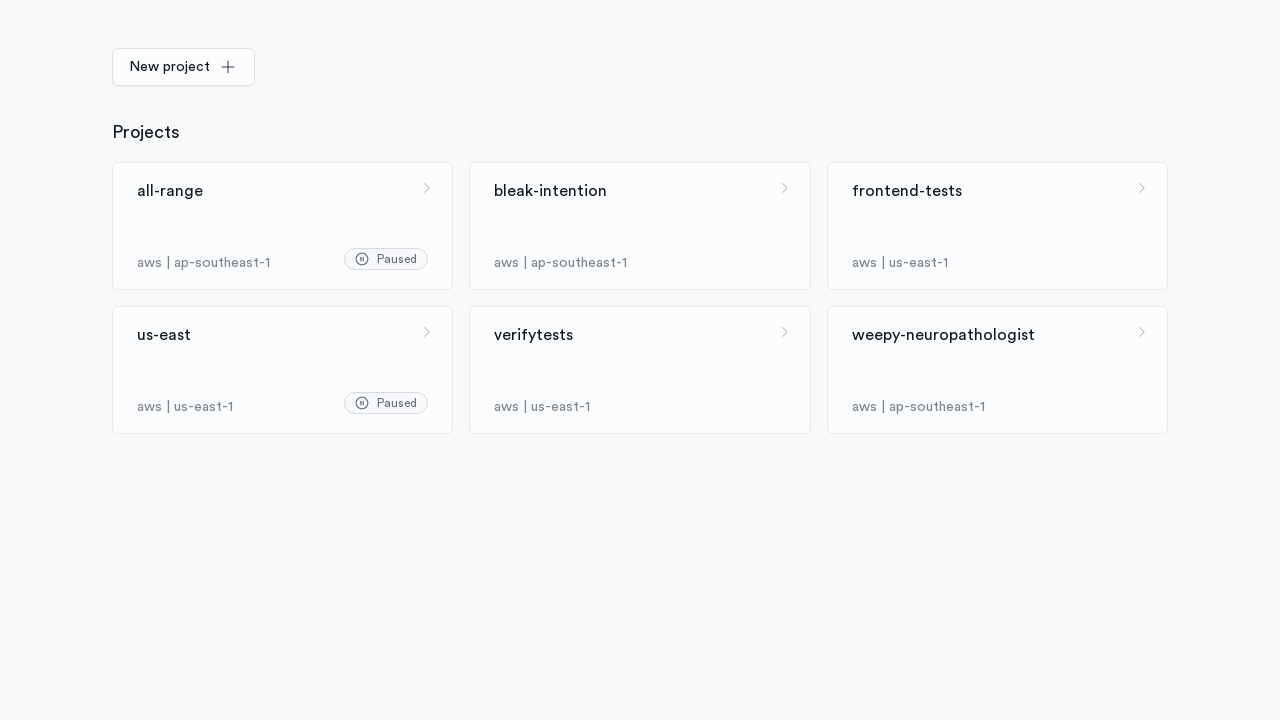 New project
Projects
all-range
aws | ap-southeast-1
Paused
bleak-intention
aws | ap-southeast-1
frontend-tests
aws | us-east-1
us-east
aws | us-east-1
Paused
verifytests
aws | us-east-1
weepy-neuropathologist
aws | ap-southeast-1